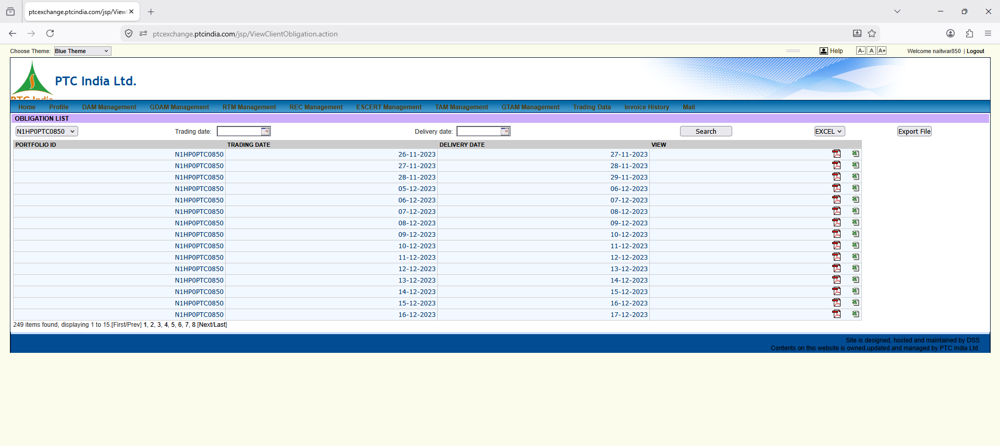 ptcexchange.ptcindia.com/jsp/View
ptcexchange.ptcindia.com/jsp/ViewClientObligation.action
Choose Theme: Blue Theme Help A- A A+ Welcome naitwar850 | Logout
PTC India Ltd.
PTC India
Home Profile DAM Management GDAM Management RTM Management REC Management ESCERT Management TAM Management GTAM Management Trading Data Invoice History Mail
OBLIGATION LIST
N1HP0PTC0850 Trading date: Delivery date: Search EXCEL Export File
PORTFOLIO ID TRADING DATE DELIVERY DATE VIEW
N1HP0PTC0850 26-11-2023 27-11-2023
N1HP0PTC0850 27-11-2023 28-11-2023
N1HP0PTC0850 28-11-2023 29-11-2023
N1HP0PTC0850 05-12-2023 06-12-2023
N1HP0PTC0850 06-12-2023 07-12-2023
N1HP0PTC0850 07-12-2023 08-12-2023
N1HP0PTC0850 08-12-2023 09-12-2023
N1HP0PTC0850 09-12-2023 10-12-2023
N1HP0PTC0850 10-12-2023 11-12-2023
N1HP0PTC0850 11-12-2023 12-12-2023
N1HP0PTC0850 12-12-2023 13-12-2023
N1HP0PTC0850 13-12-2023 14-12-2023
N1HP0PTC0850 14-12-2023 15-12-2023
N1HP0PTC0850 15-12-2023 16-12-2023
N1HP0PTC0850 16-12-2023 17-12-2023
249 items found, displaying 1 to 15.[First/Prev] 1, 2, 3, 4, 5, 6, 7, 8 [Next/Last]
Site is designed, hosted and maintained by DSS
Contents on this website is owned,updated and managed by PTC India Ltd.